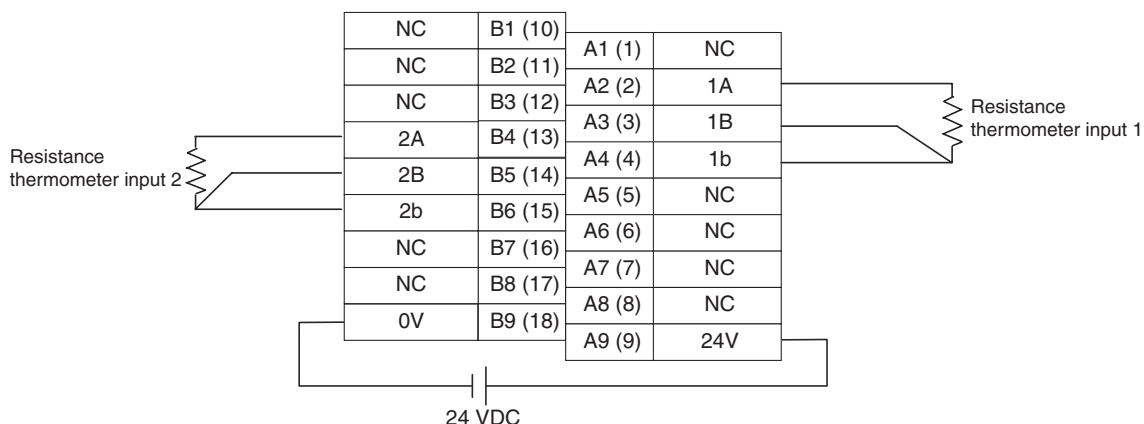 NC B1 (10)
NC B2 (11)
NC B3 (12)
2A B4 (13)
2B B5 (14)
2b B6 (15)
NC B7 (16)
NC B8 (17)
0V B9 (18)
A1 (1) NC
A2 (2) 1A
A3 (3) 1B
A4 (4) 1b
A5 (5) NC
A6 (6) NC
A7 (7) NC
A8 (8) NC
A9 (9) 24V
Resistance
thermometer input 2
Resistance
thermometer input 1
24 VDC